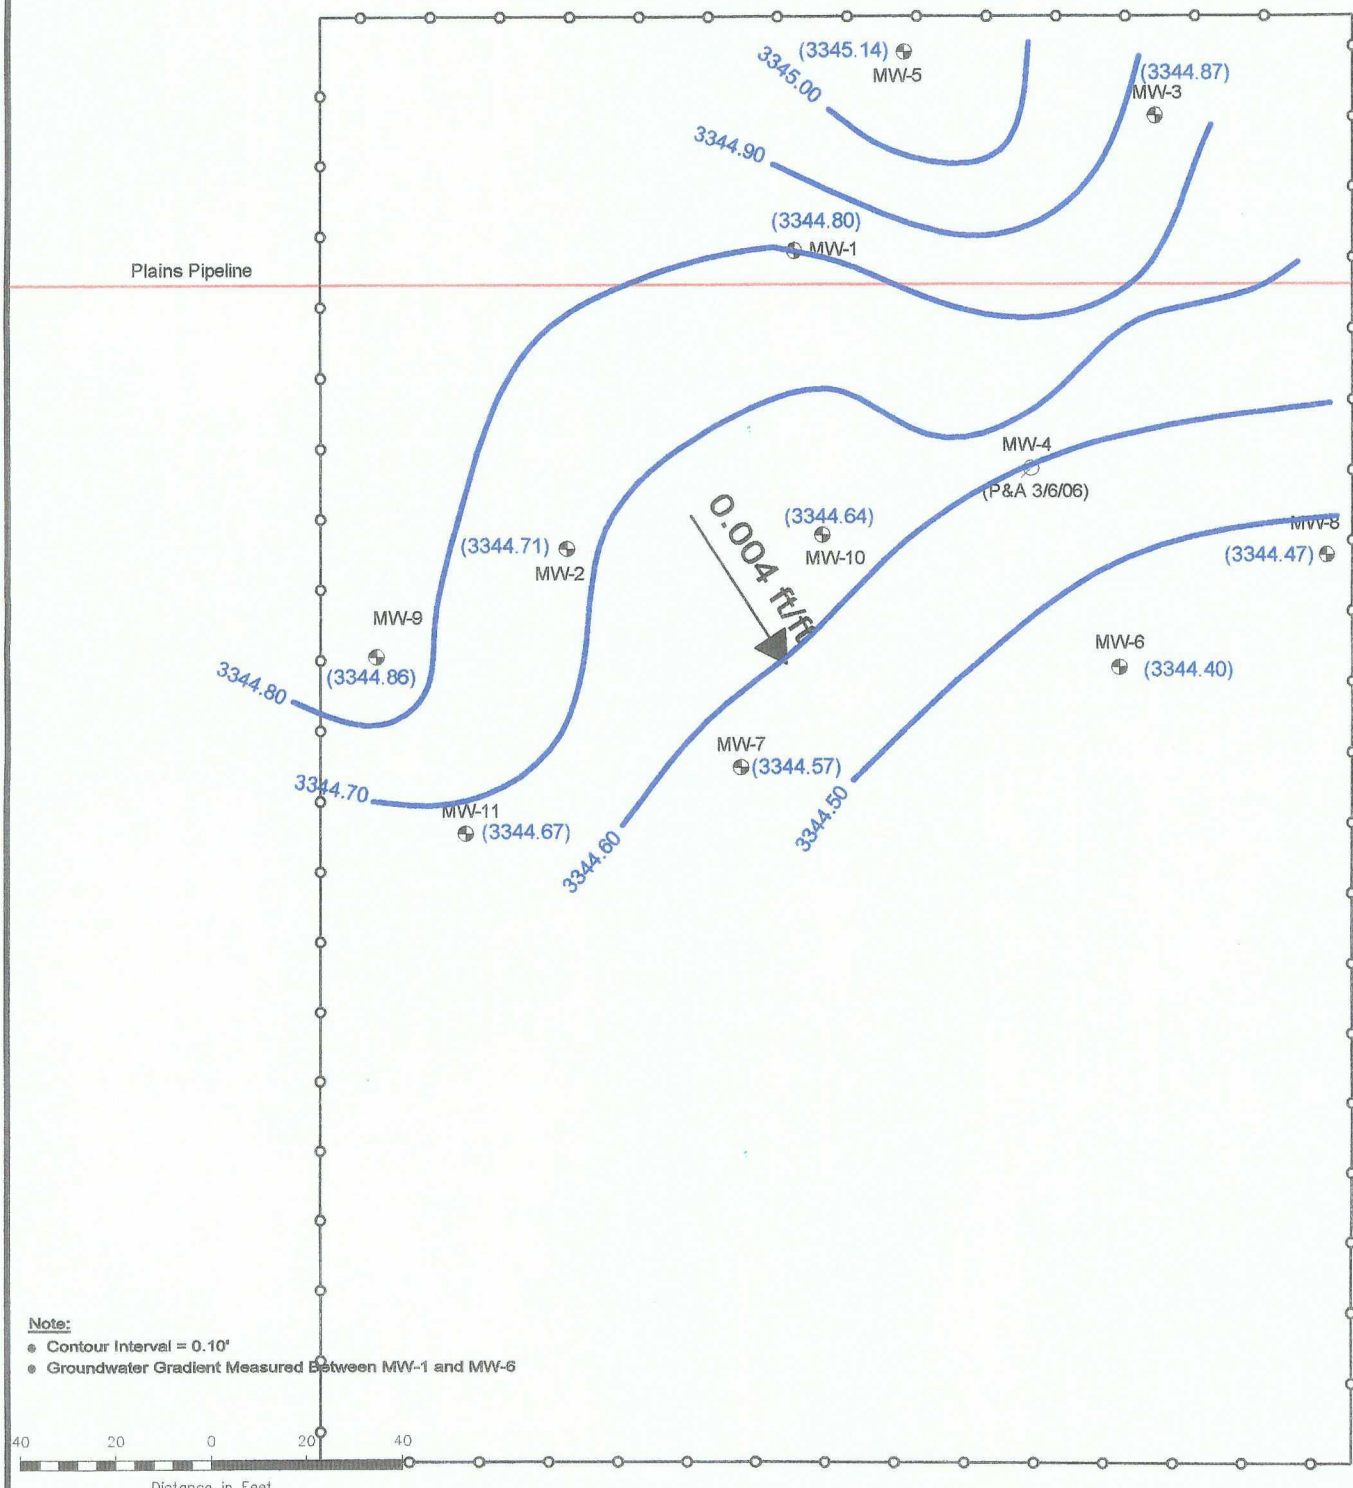 (3345.14)
MW-5
3345.00
(3344.87)
MW-3
3344.90
(3344.80)
MW-1
Plains Pipeline
MW-4
(P&A 3/6/06)
0.004 ft/ft
(3344.64)
MW-10
MW-8
(3344.47)
(3344.71)
MW-2
MW-9
(3344.86)
3344.80
MW-6
(3344.40)
MW-7
(3344.57)
3344.70
MW-11
(3344.67)
3344.60
3344.50
Note:
• Contour Interval = 0.10'
• Groundwater Gradient Measured Between MW-1 and MW-6
40 20 0 20 40
Distance in Feet